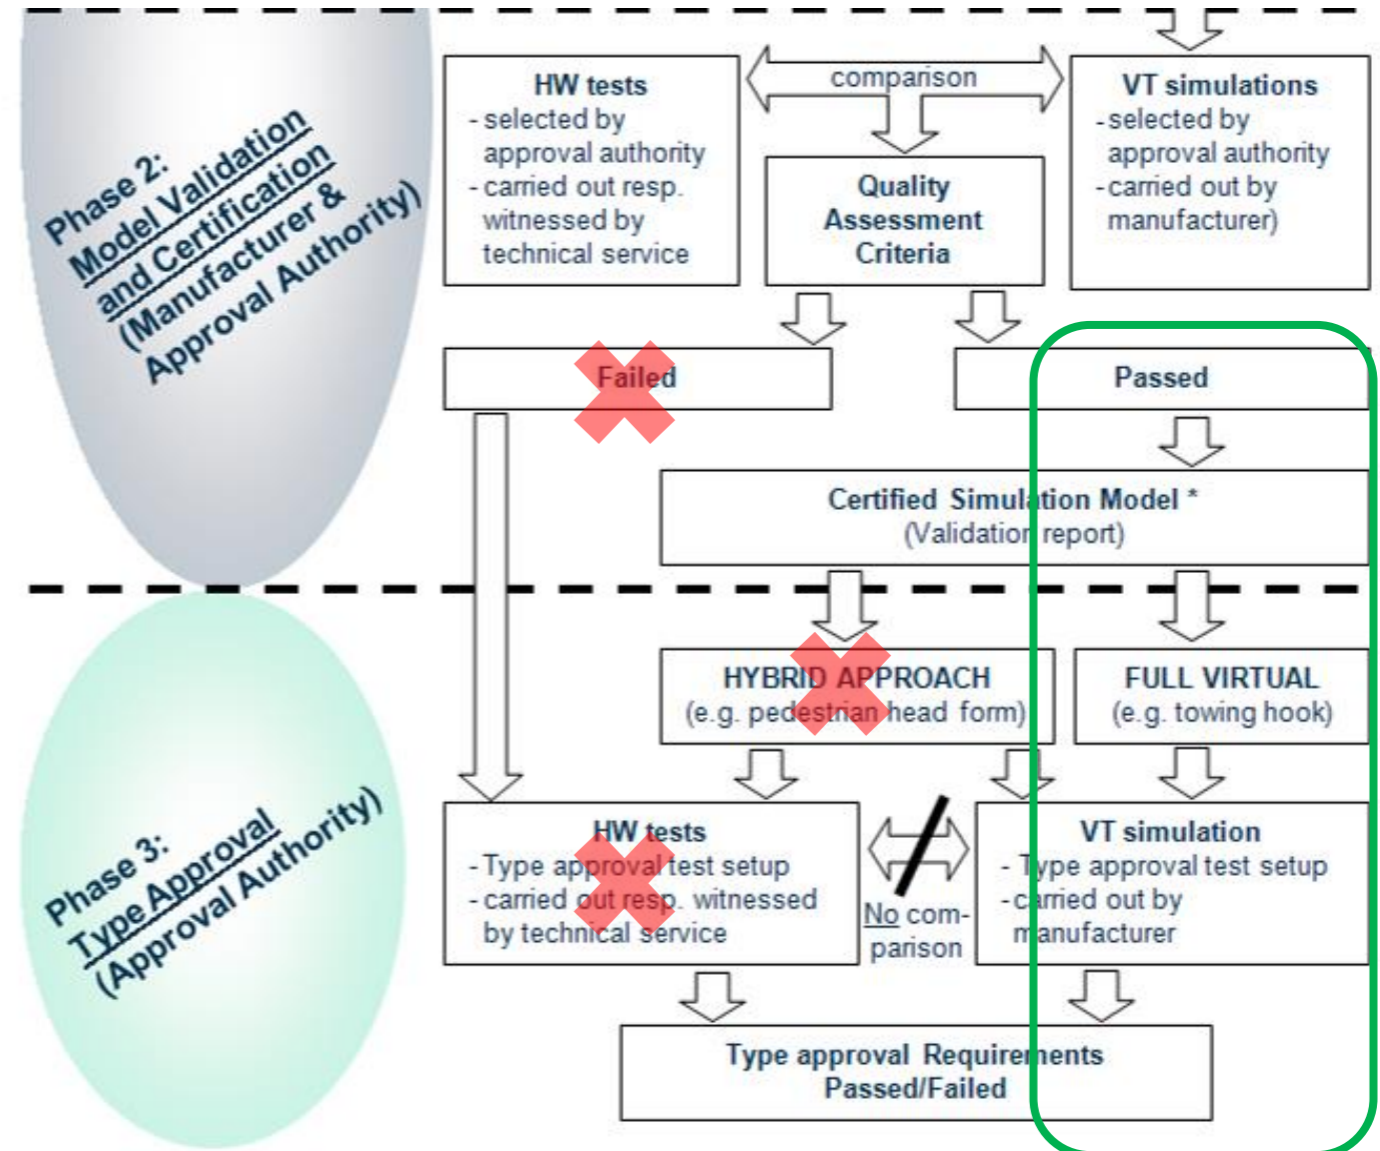 Phase 2:
Model Validation
and Certification
(Manufacturer &
Approval Authority)
HW tests
- selected by
approval authority
- carried out resp.
witnessed by
technical service
comparison
Quality
Assessment
Criteria
VT simulations
- selected by
approval authority
- carried out by
manufacturer)
Failed
Passed
Certified Simulation Model *
(Validation report)
HYBRID APPROACH
(e.g. pedestrian head form)
FULL VIRTUAL
(e.g. towing hook)
Phase 3:
Type Approval
(Approval Authority)
HW tests
- Type approval test setup
- carried out resp. witnessed
by technical service
No com-
parison
VT simulation
- Type approval test setup
- carried out by
manufacturer
Type approval Requirements
Passed/Failed